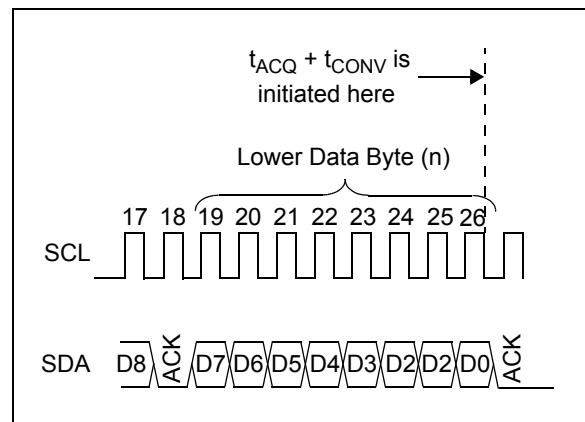 tACQ + tCONV is
initiated here
Lower Data Byte (n)
17 18 19 20 21 22 23 24 25 26
SCL
SDA D8 ACK D7 D6 D5 D4 D3 D2 D2 D0 ACK